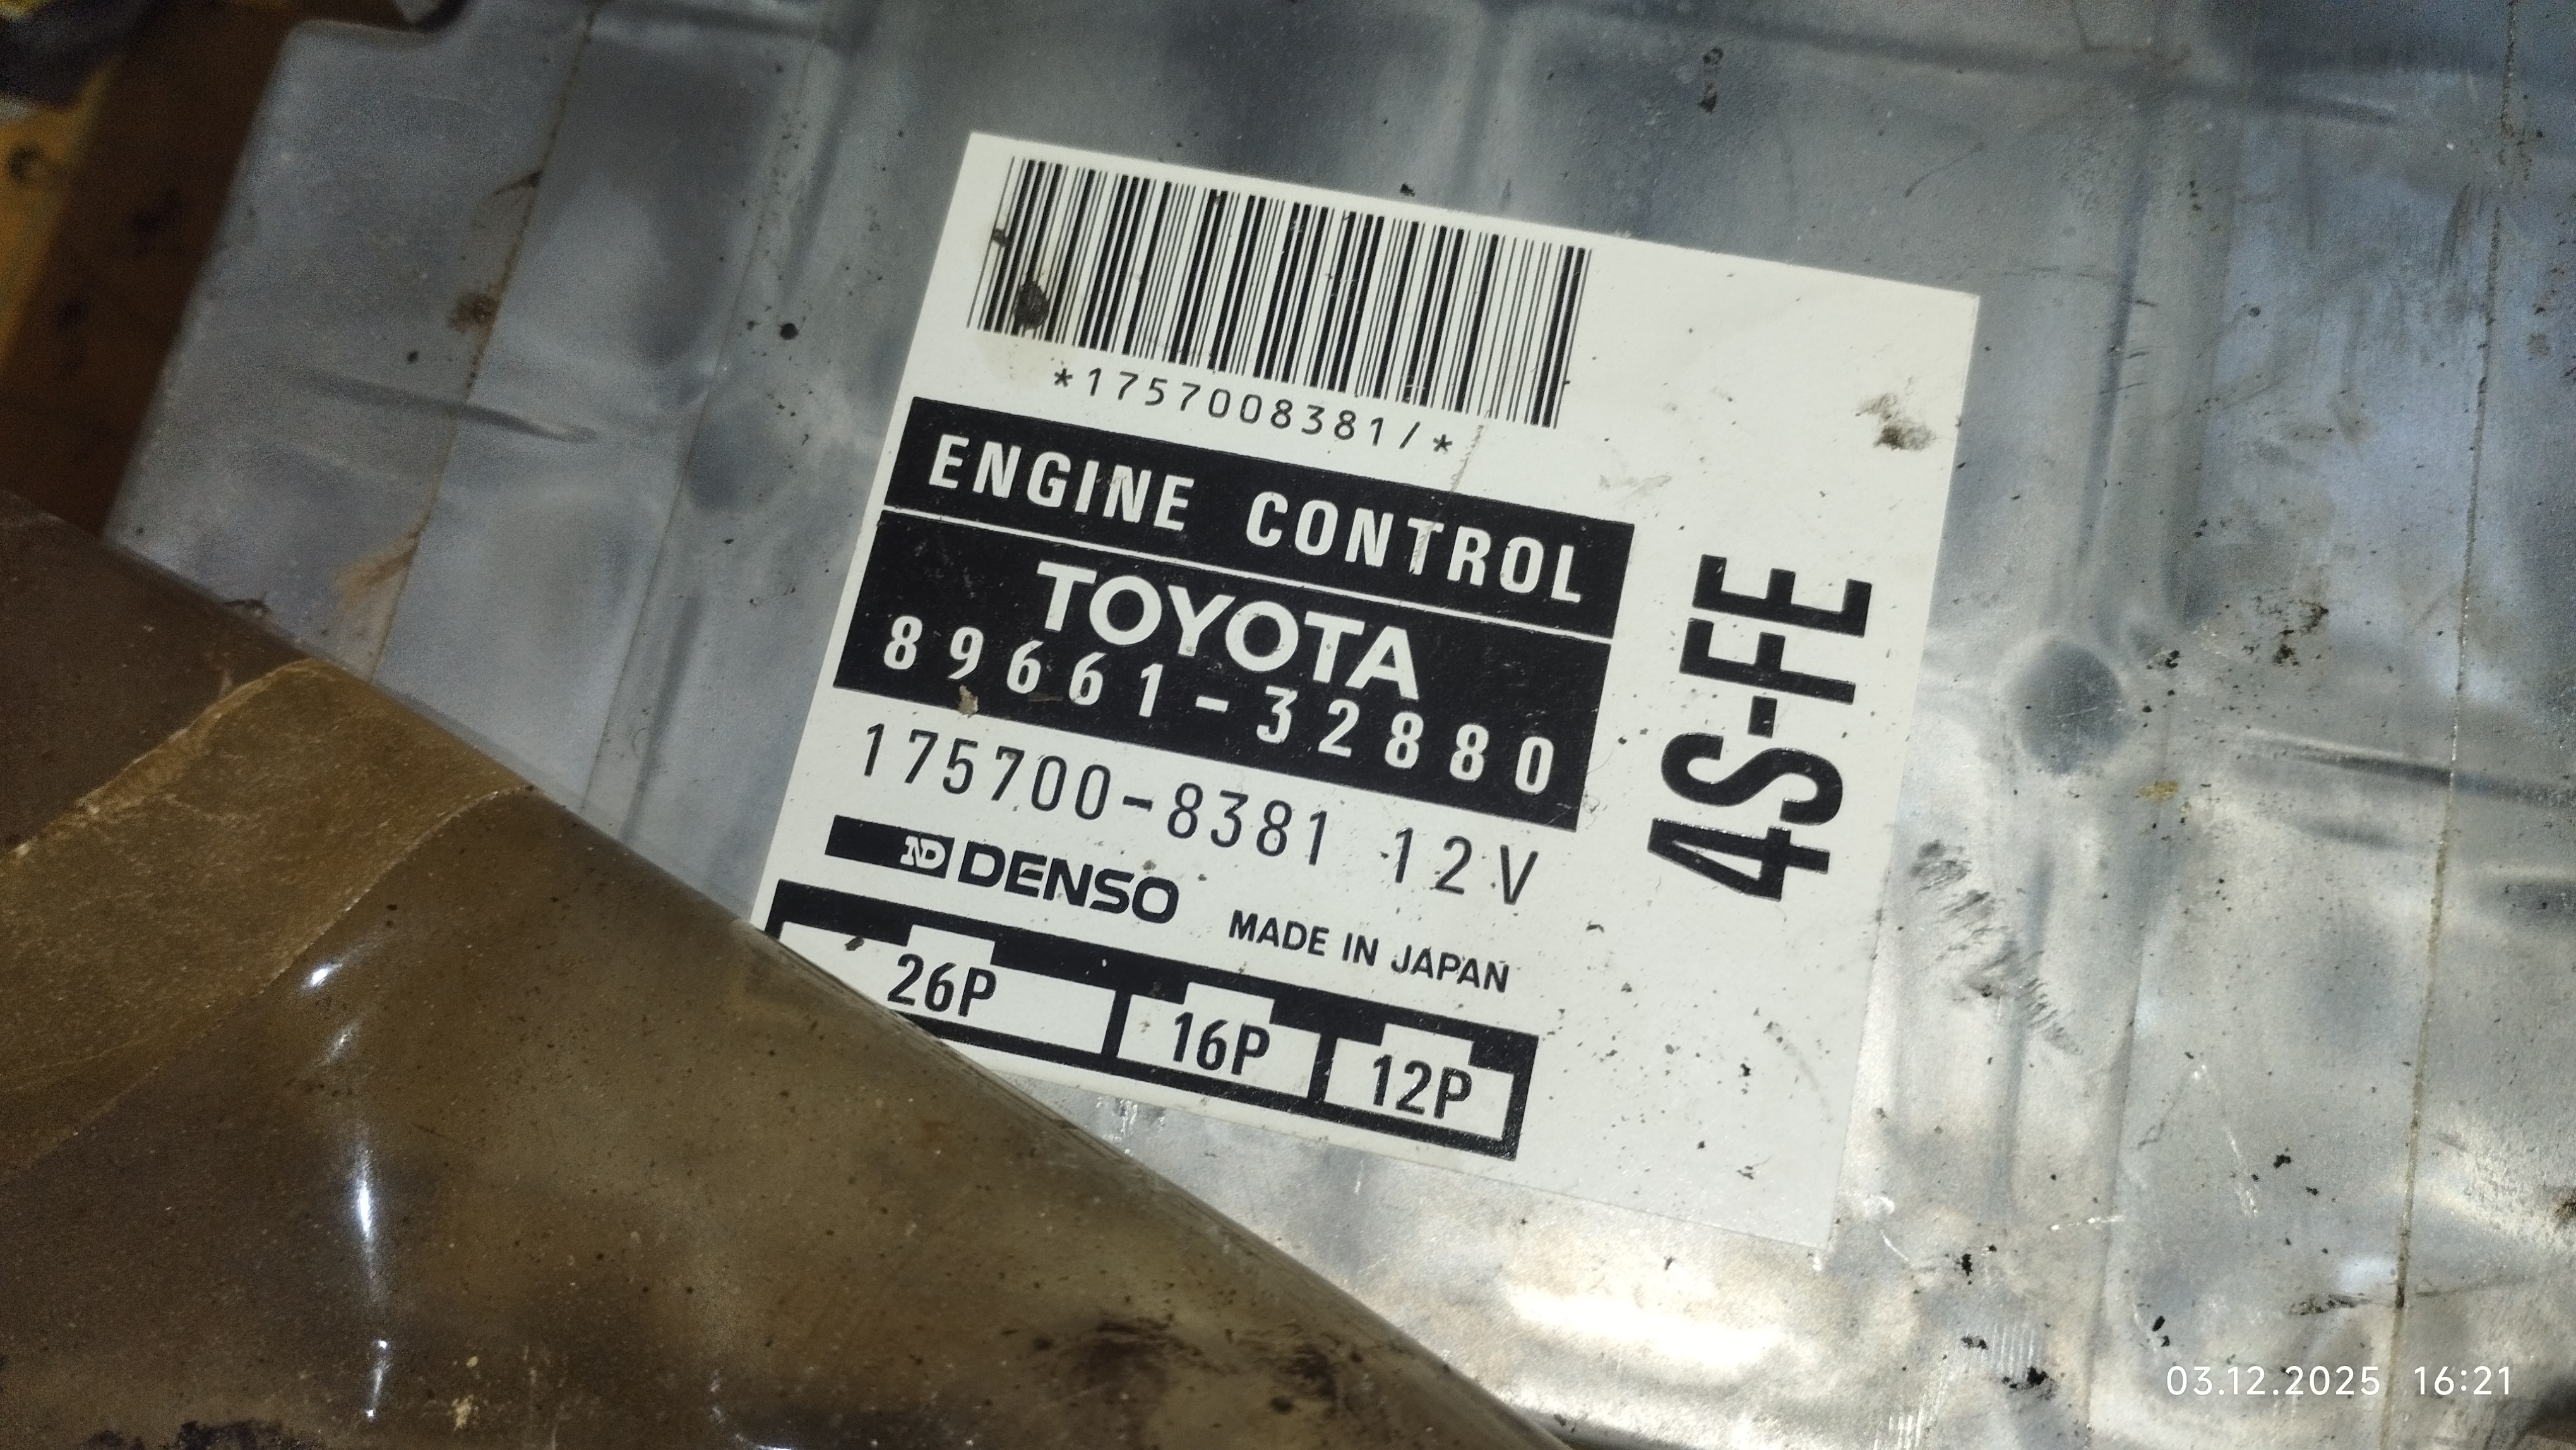 *1757008381/*
ENGINE CONTROL
TOYOTA
89661-32880
175700-8381 12V
ND DENSO MADE IN JAPAN
26P 16P 12P
4S-FE
03.12.2025 16:21